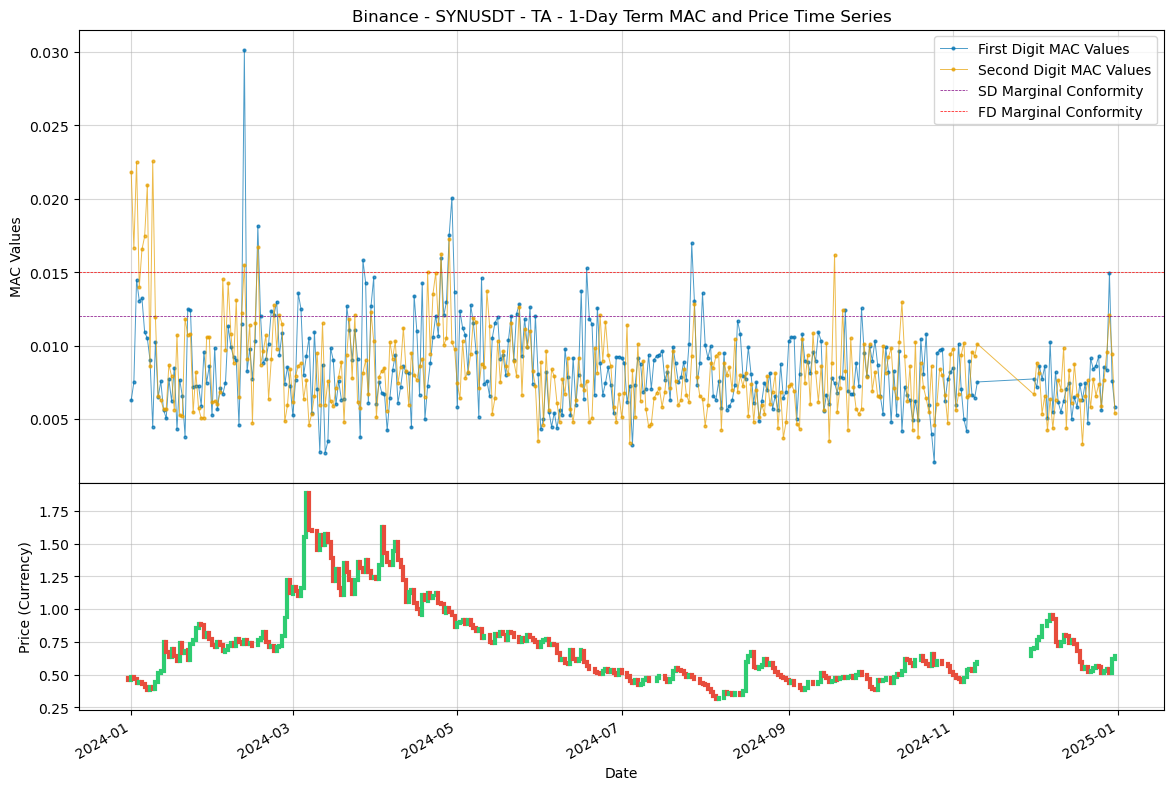 Binance - SYNUSDT - TA - 1-Day Term MAC and Price Time Series
First Digit MAC Values
Second Digit MAC Values
SD Marginal Conformity
FD Marginal Conformity
MAC Values
0.030
0.025
0.020
0.015
0.010
0.005
Price (Currency)
1.75
1.50
1.25
1.00
0.75
0.50
0.25
2024-01
2024-03
2024-05
2024-07
2024-09
2024-11
2025-01
Date